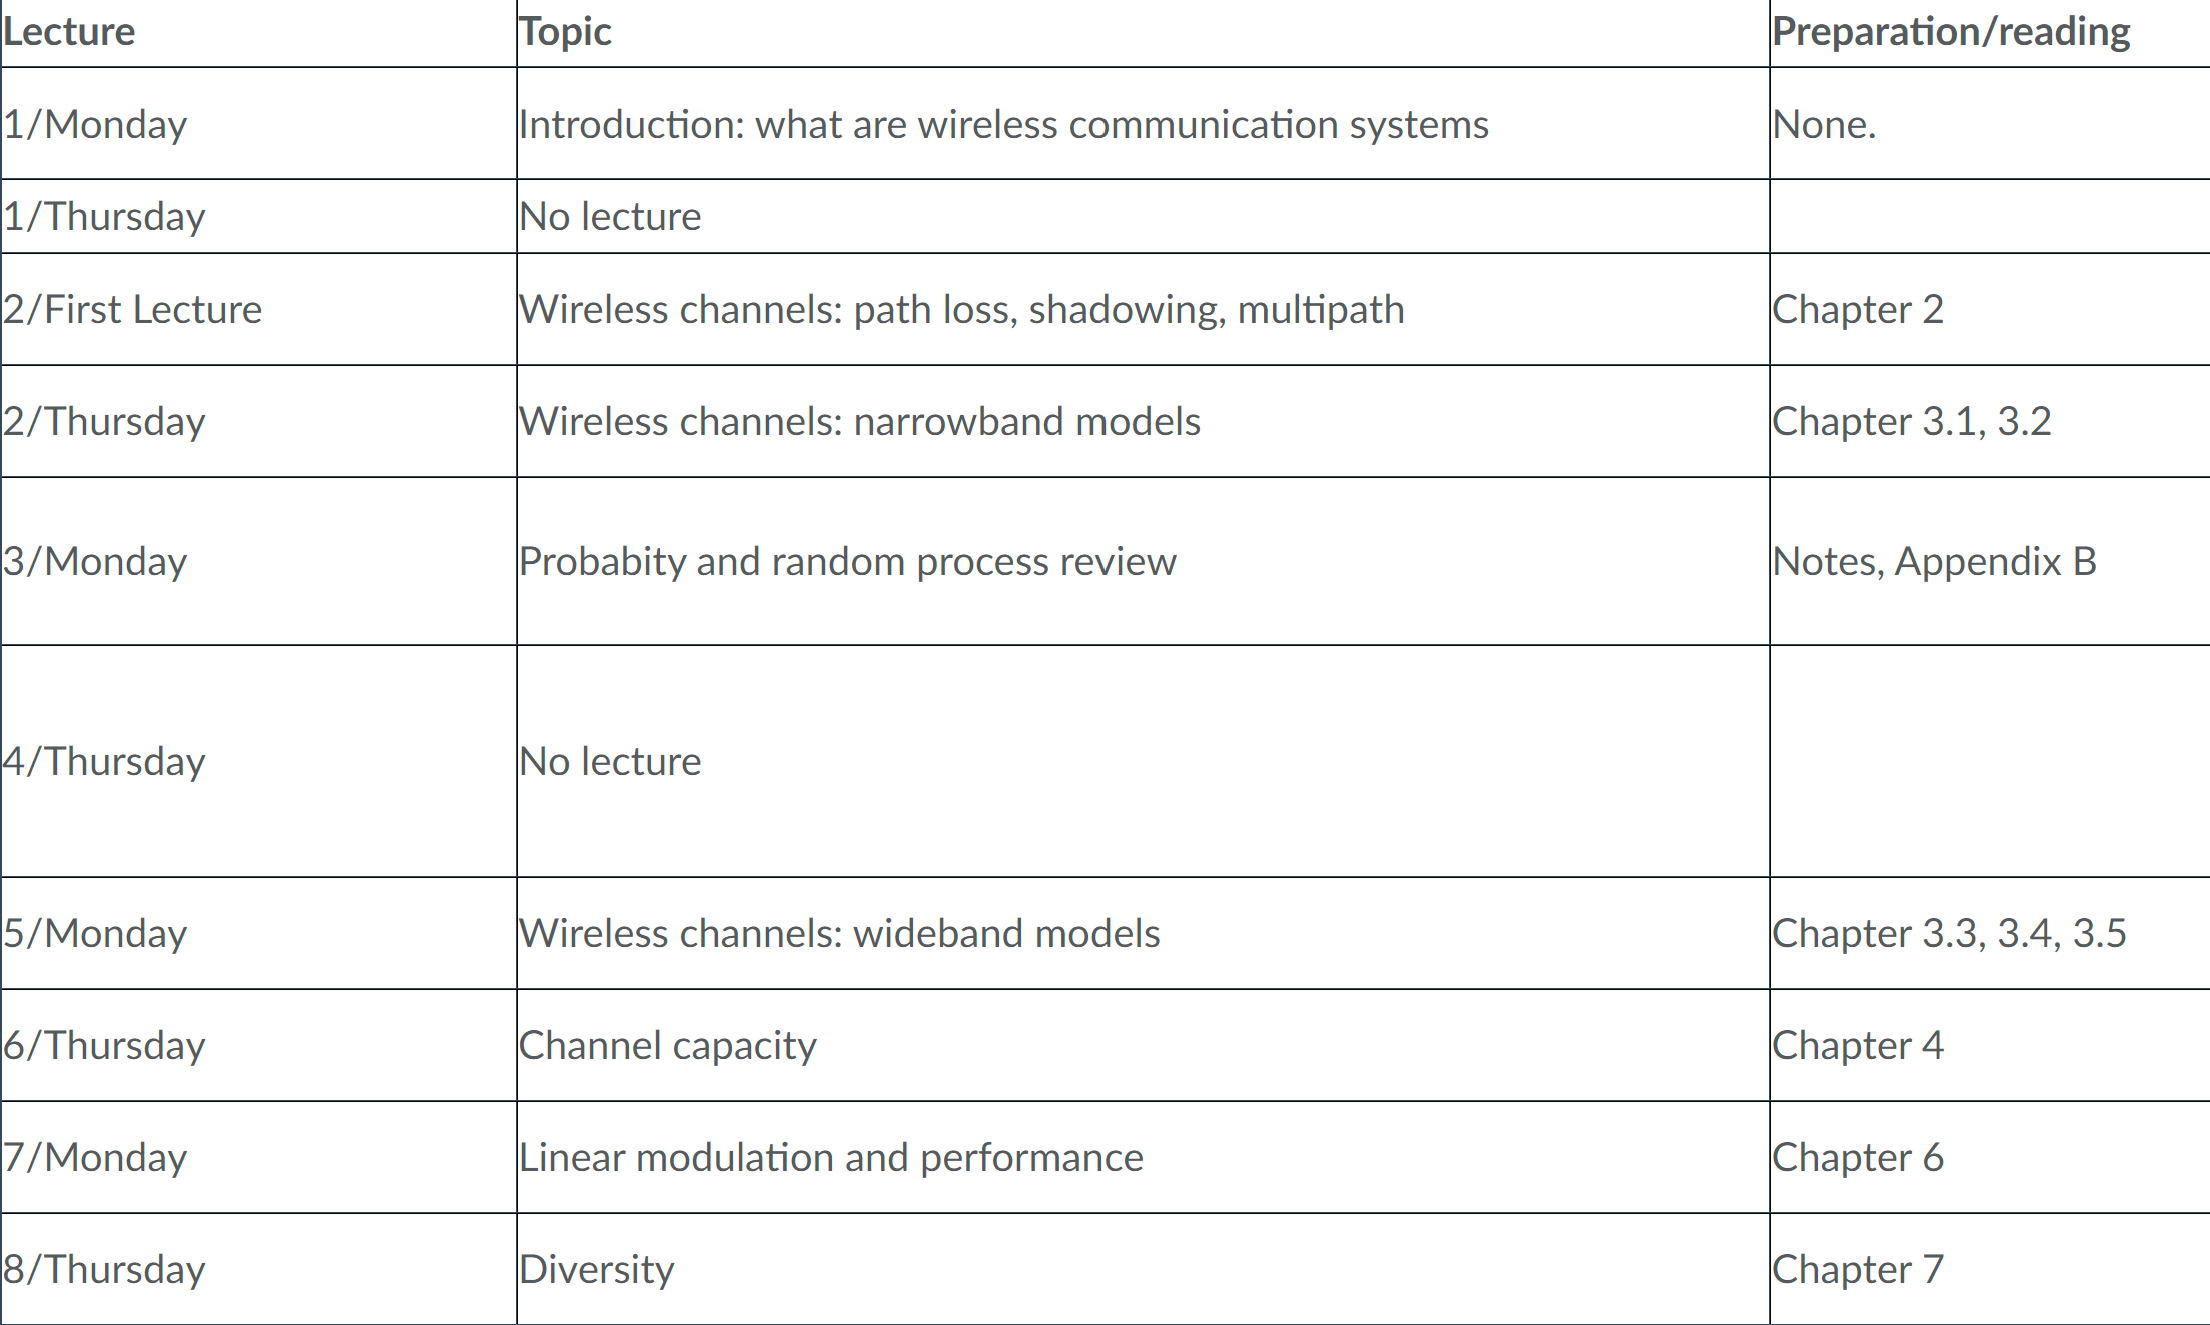 Lecture Topic Preparation/reading
1/Monday Introduction: what are wireless communication systems None.
1/Thursday No lecture
2/First Lecture Wireless channels: path loss, shadowing, multipath Chapter 2
2/Thursday Wireless channels: narrowband models Chapter 3.1, 3.2
3/Monday Probabity and random process review Notes, Appendix B
4/Thursday No lecture
5/Monday Wireless channels: wideband models Chapter 3.3, 3.4, 3.5
6/Thursday Channel capacity Chapter 4
7/Monday Linear modulation and performance Chapter 6
8/Thursday Diversity Chapter 7